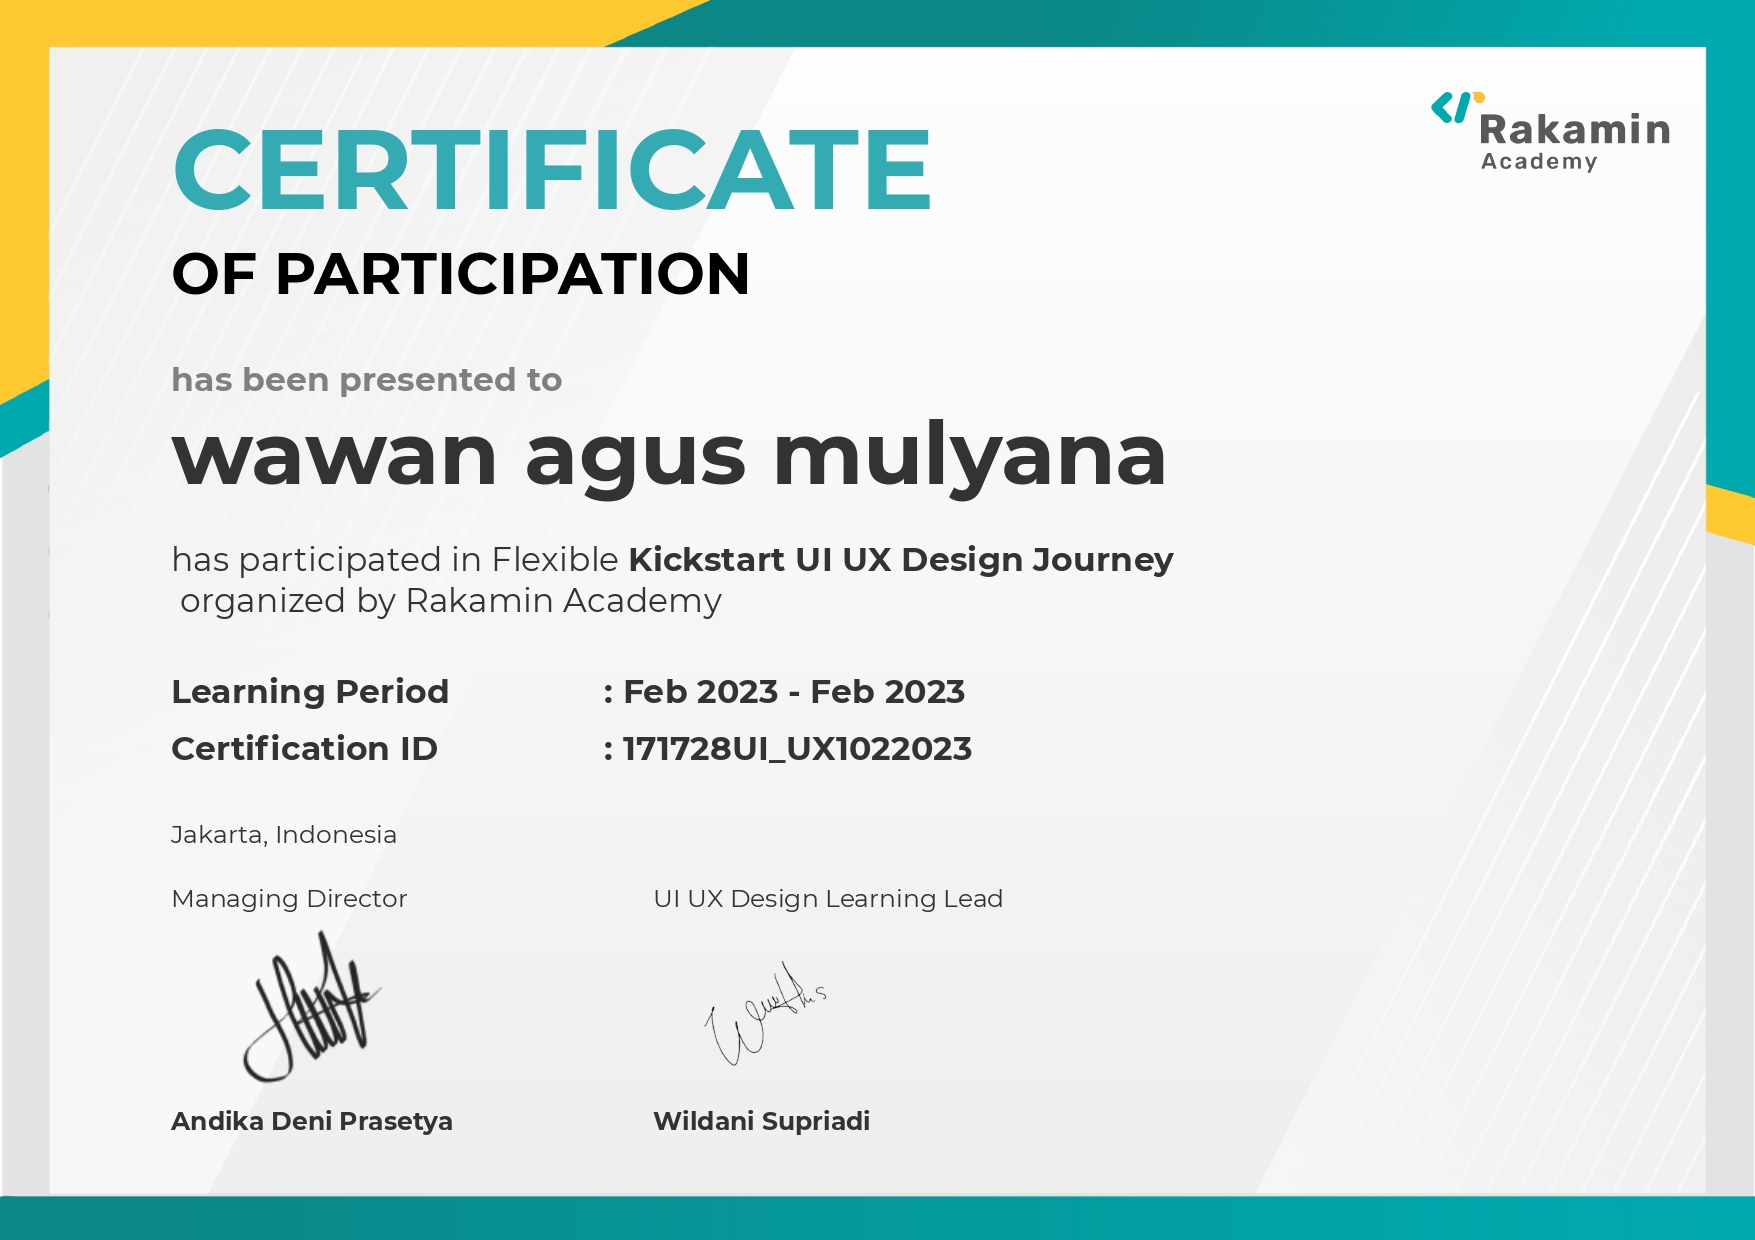 Rakamin
Academy
CERTIFICATE
OF PARTICIPATION
has been presented to
wawan agus mulyana
has participated in Flexible Kickstart UI UX Design Journey
organized by Rakamin Academy
Learning Period : Feb 2023 - Feb 2023
Certification ID : 171728UI_UX1022023
Jakarta, Indonesia
Managing Director UI UX Design Learning Lead
Andika Deni Prasetya Wildani Supriadi